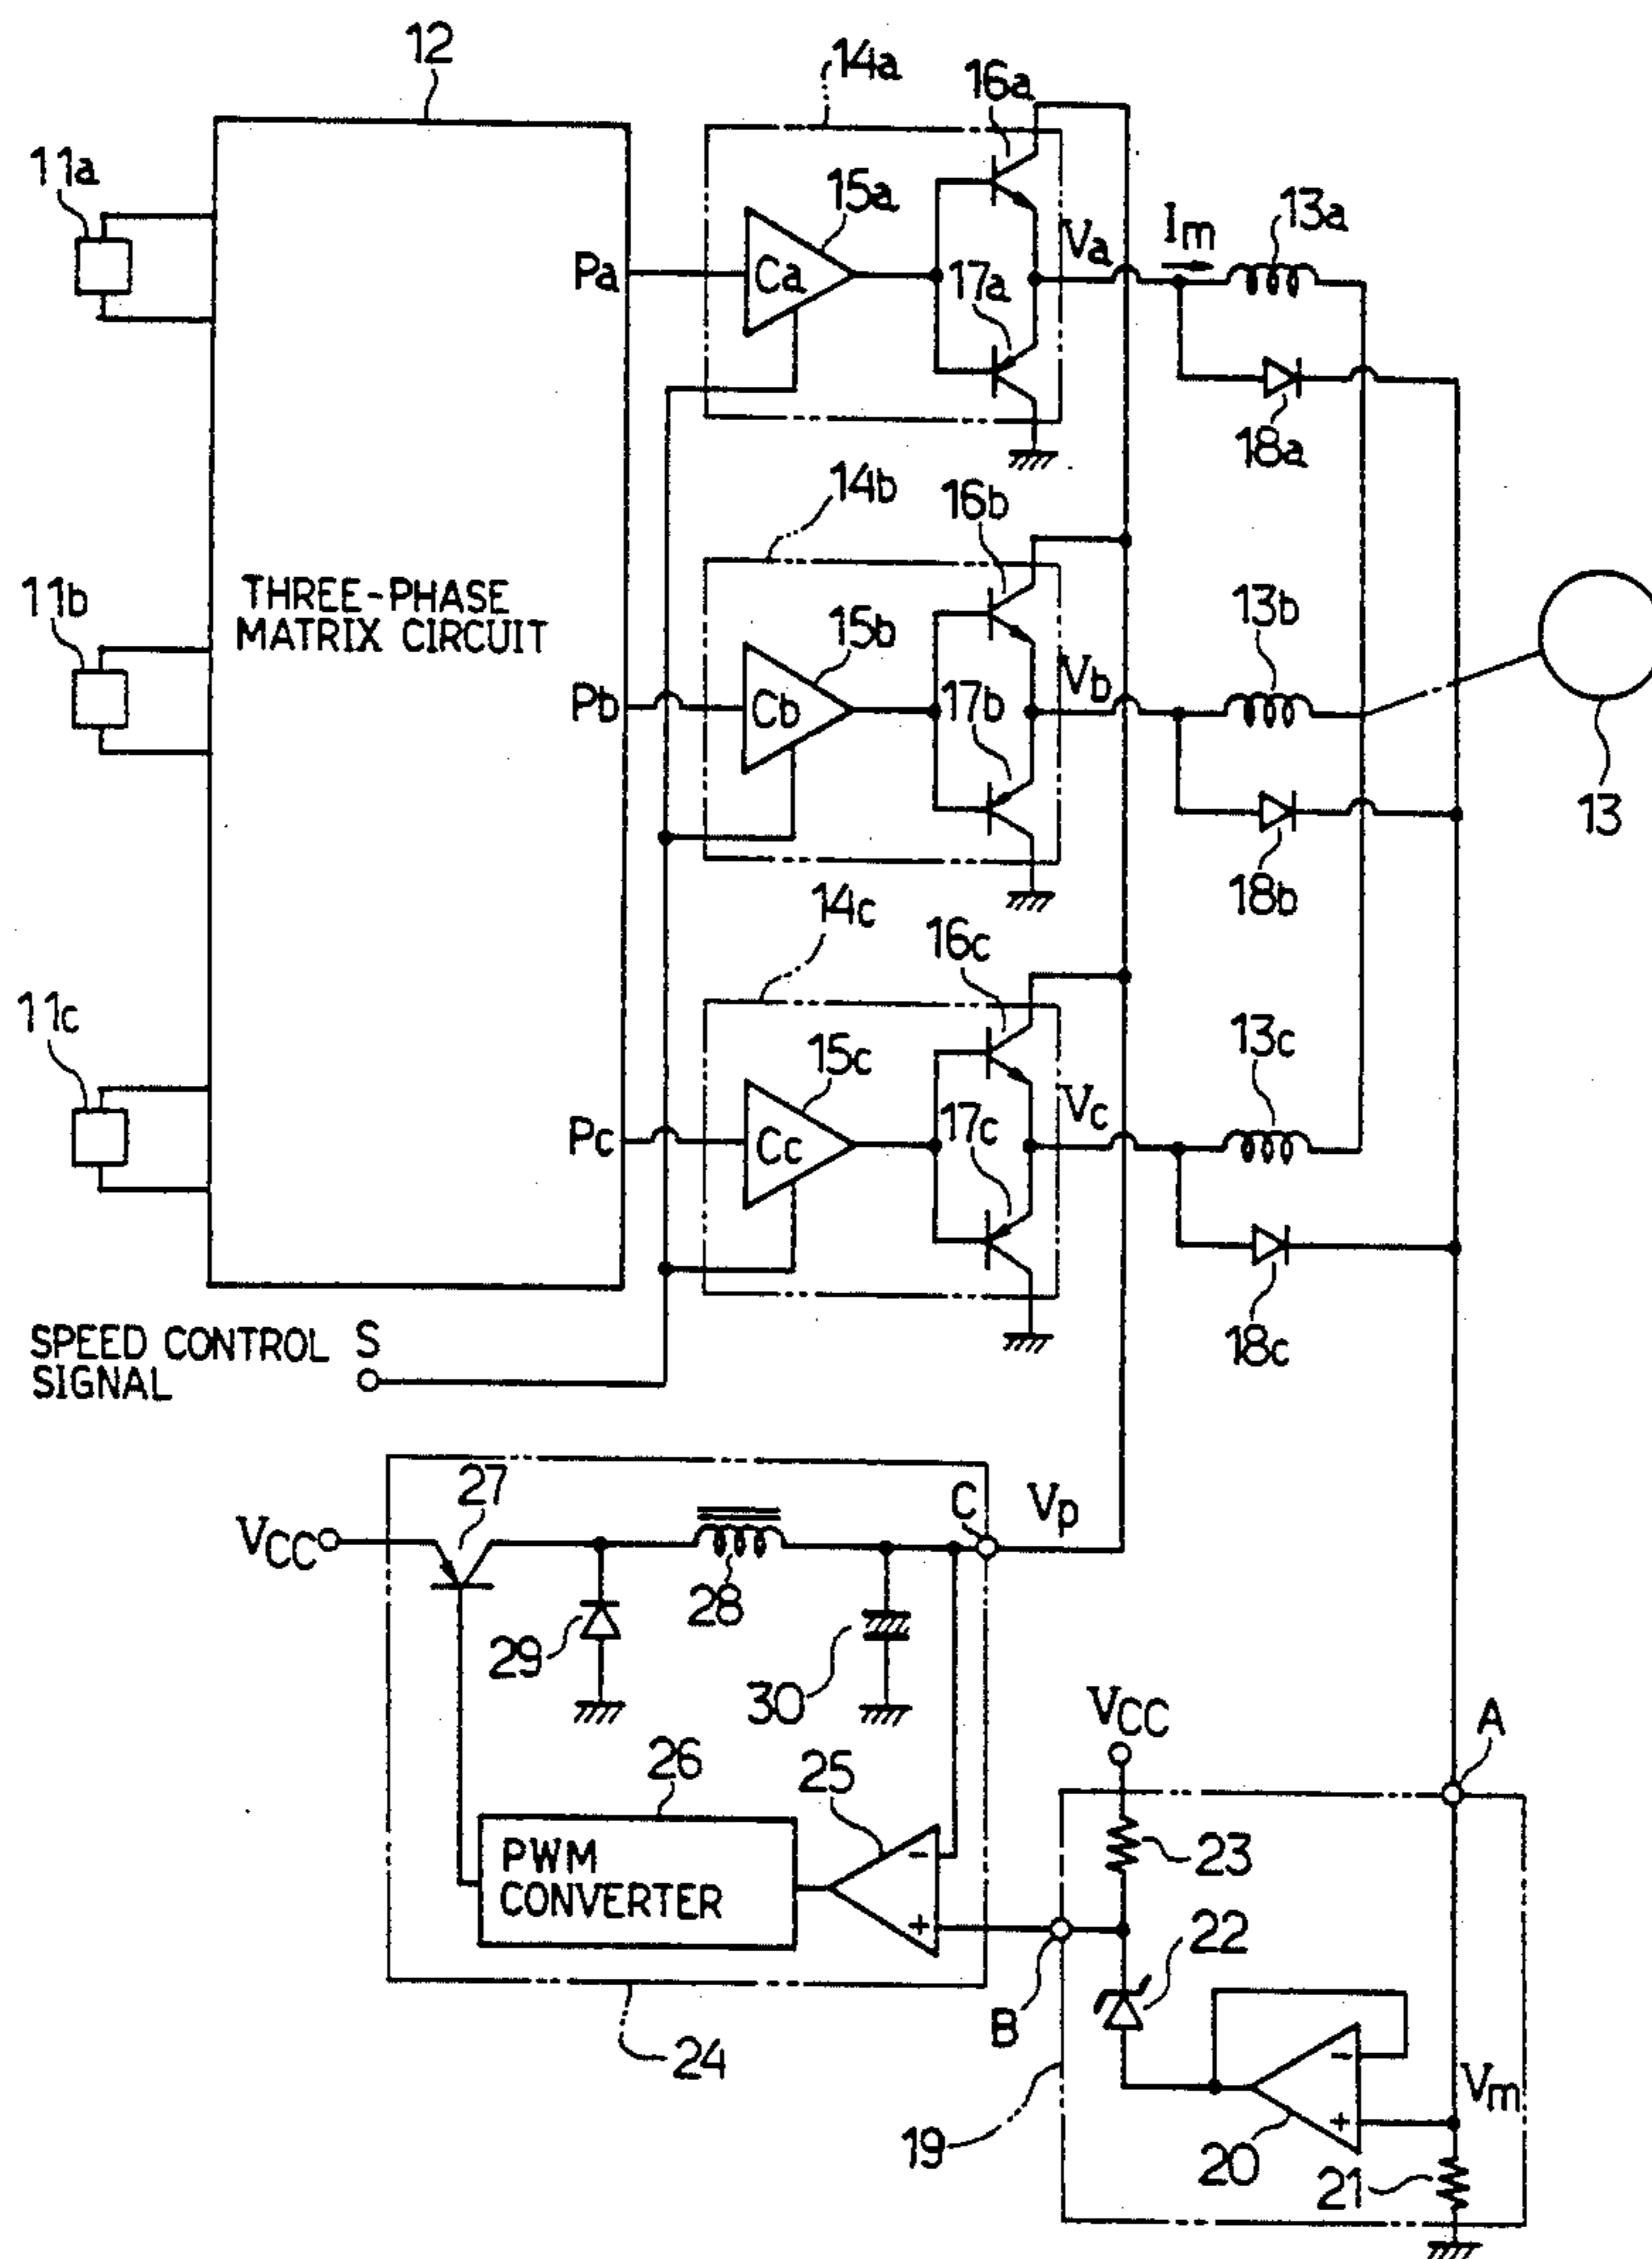 12
14a
16a
11a
15a
13a
Pa
Ca
17a
Va
Im
18a
14b
16b
11b
THREE-PHASE
MATRIX CIRCUIT
15b
13b
Pb
Cb
17b
Vb
13
18b
14c
16c
11c
15c
13c
Pc
Cc
17c
Vc
18c
SPEED CONTROL
SIGNAL
S
27
C
Vp
VCC
28
29
30
VCC
A
26
25
PWM
CONVERTER
-
+
23
22
B
24
-
+
Vm
19
20
21